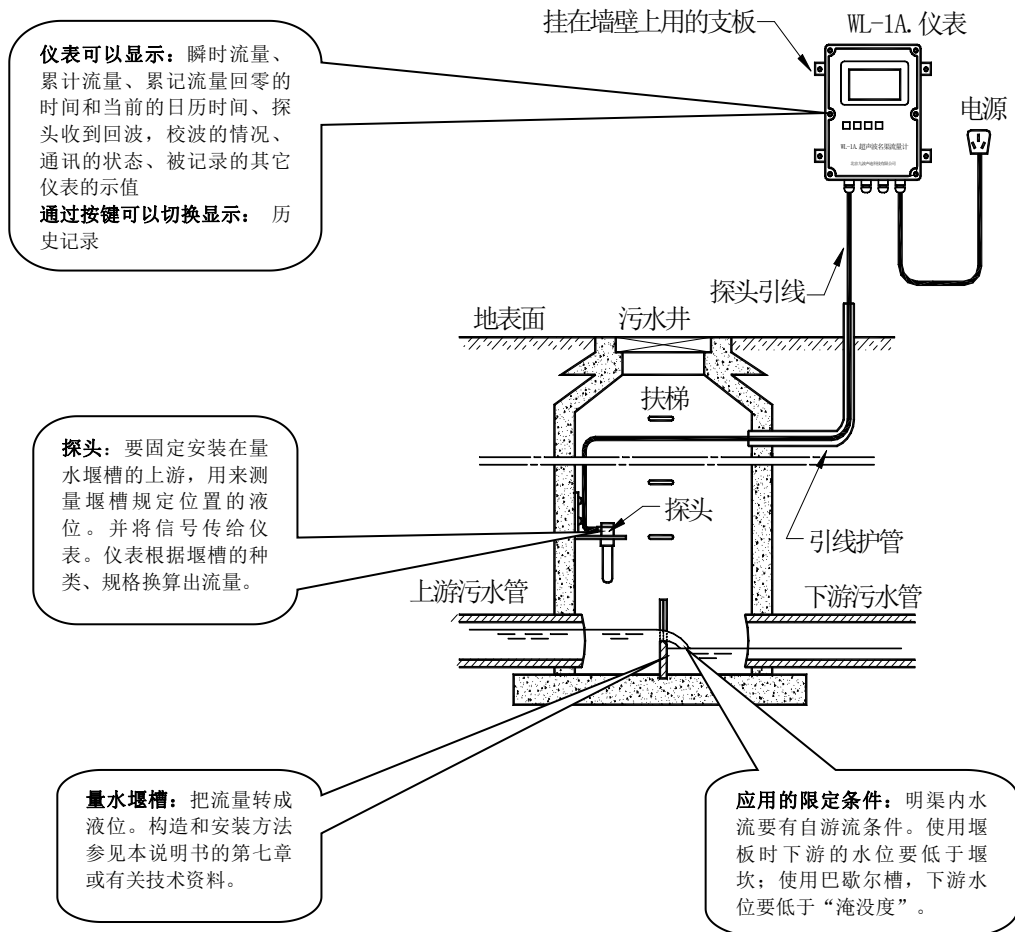 挂在墙壁上用的支板
WL-1A.仪表
仪表可以显示：瞬时流量、
累计流量、累记流量回零的
时间和当前的日历时间、探
头收到回波，校波的情况、
通讯的状态、被记录的其它
仪表的示值
通过按键可以切换显示： 历
史记录
电源
WL-1A.超声波名渠流量计
探头引线
地表面
污水井
扶梯
探头：要固定安装在量
水堰槽的上游，用来测
量堰槽规定位置的液
位。并将信号传给仪
表。仪表根据堰槽的种
类、规格换算出流量。
探头
引线护管
上游污水管
下游污水管
量水堰槽：把流量转成
液位。构造和安装方法
参见本说明书的第七章
或有关技术资料。
应用的限定条件：明渠内水
流要有自游流条件。使用堰
板时下游的水位要低于堰
坎；使用巴歇尔槽，下游水
位要低于“淹没度”。